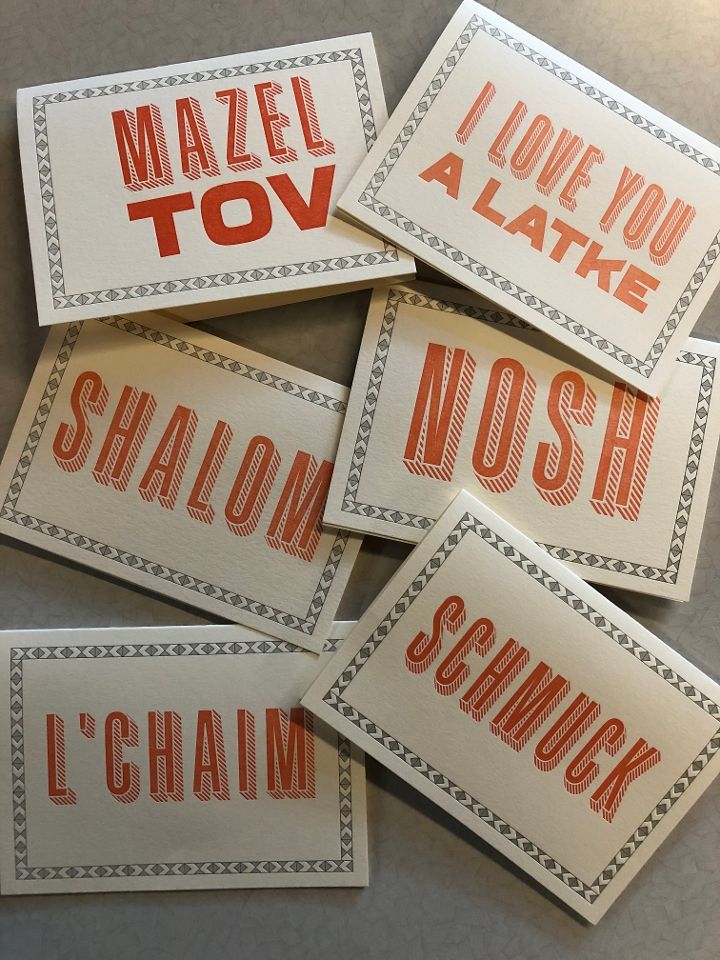 MAZEL
TOV
I LOVE YOU
A LATKE
SHALOM
NOSH
SCHMUCK
L'CHAIM